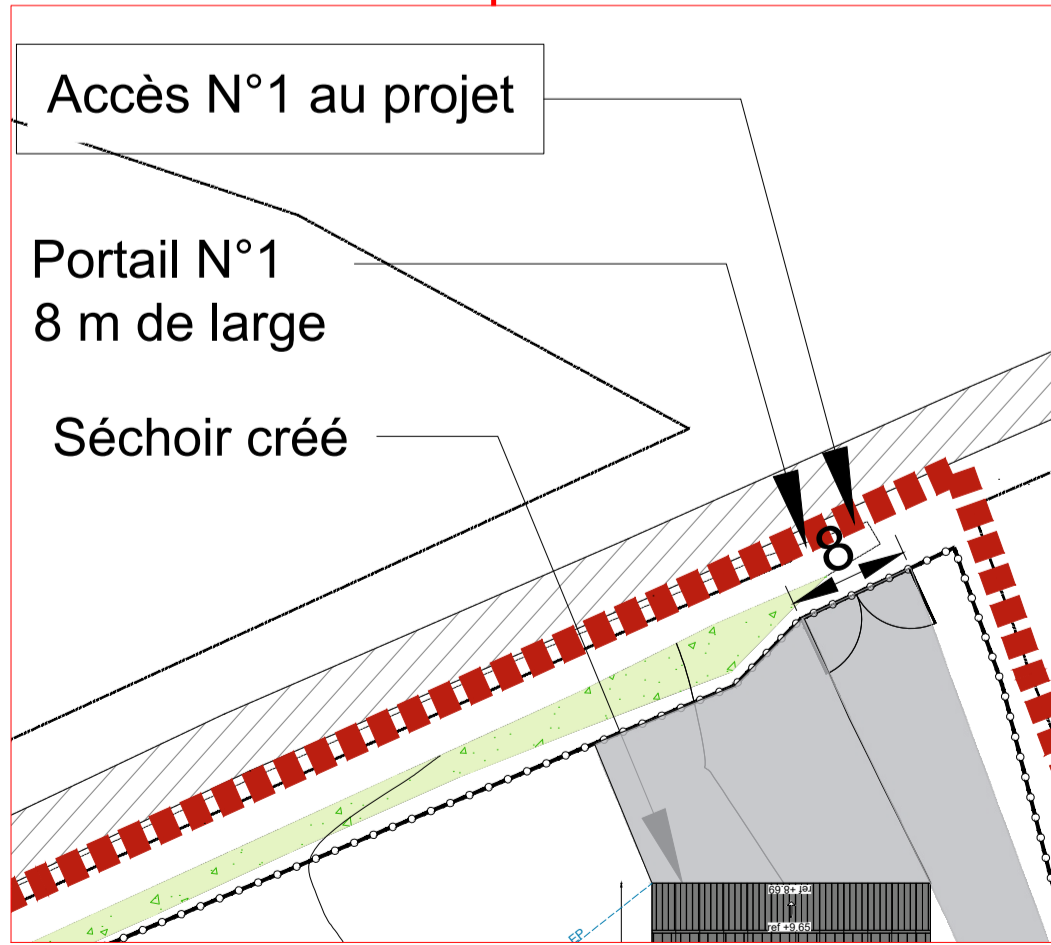 Accès N°1 au projet
Portail N°1
8 m de large
Séchoir créé
8
EP
ref +8.69
ref +9.65